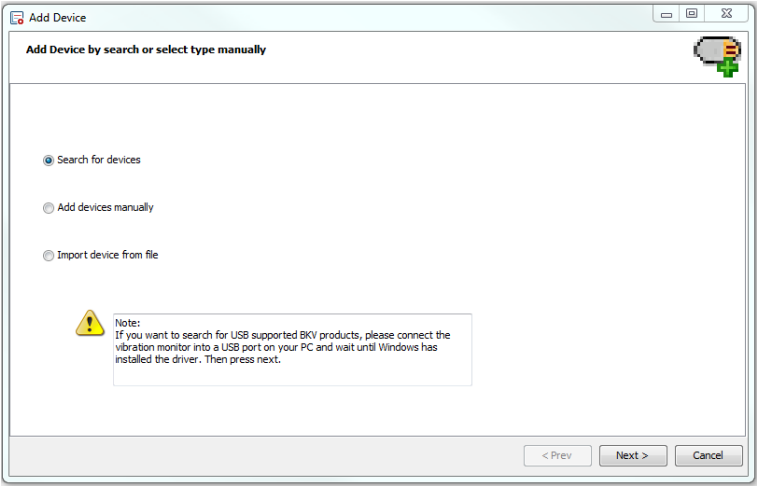 Add Device
Add Device by search or select type manually
Search for devices
Add devices manually
Import device from file
Note:
If you want to search for USB supported BKV products, please connect the
vibration monitor into a USB port on your PC and wait until Windows has
installed the driver. Then press next.
< Prev
Next >
Cancel